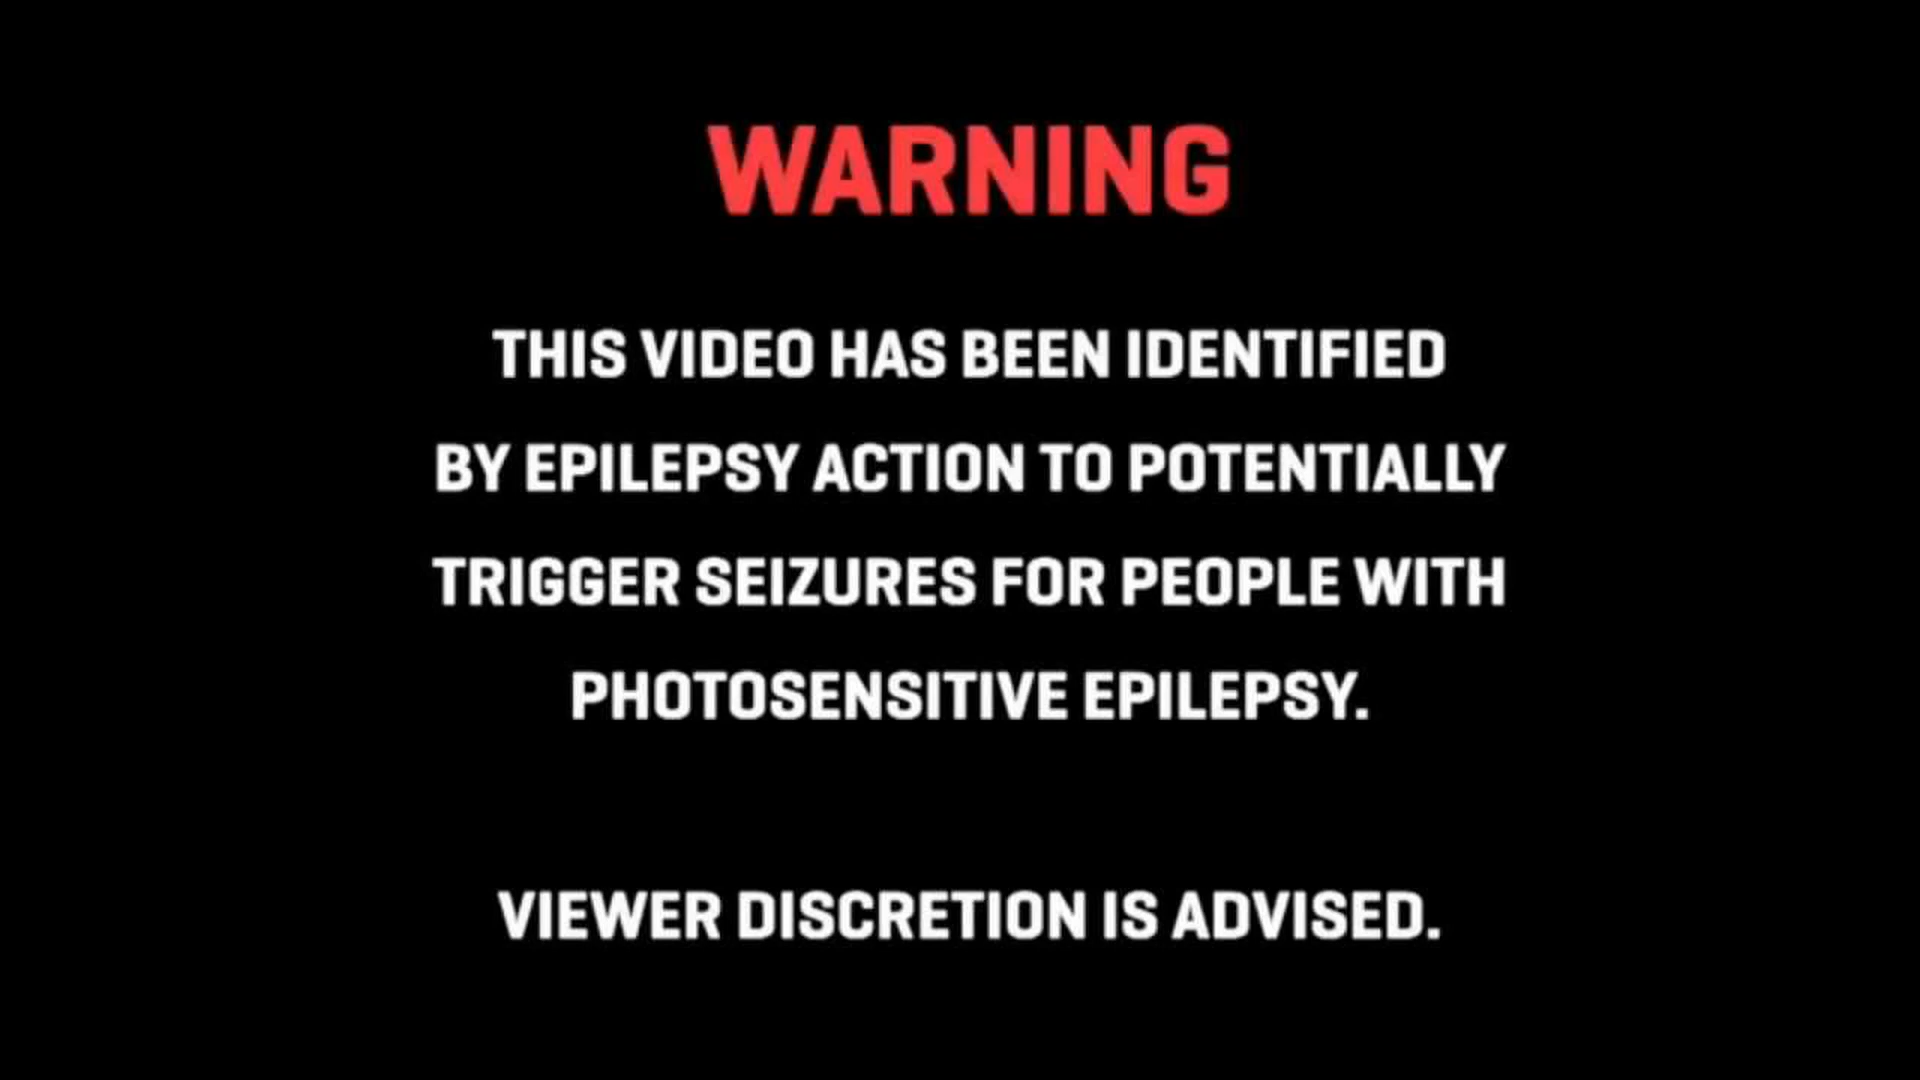 WARNING
THIS VIDEO HAS BEEN IDENTIFIED
BY EPILEPSY ACTION TO POTENTIALLY
TRIGGER SEIZURES FOR PEOPLE WITH
PHOTOSENSITIVE EPILEPSY.
VIEWER DISCRETION IS ADVISED.